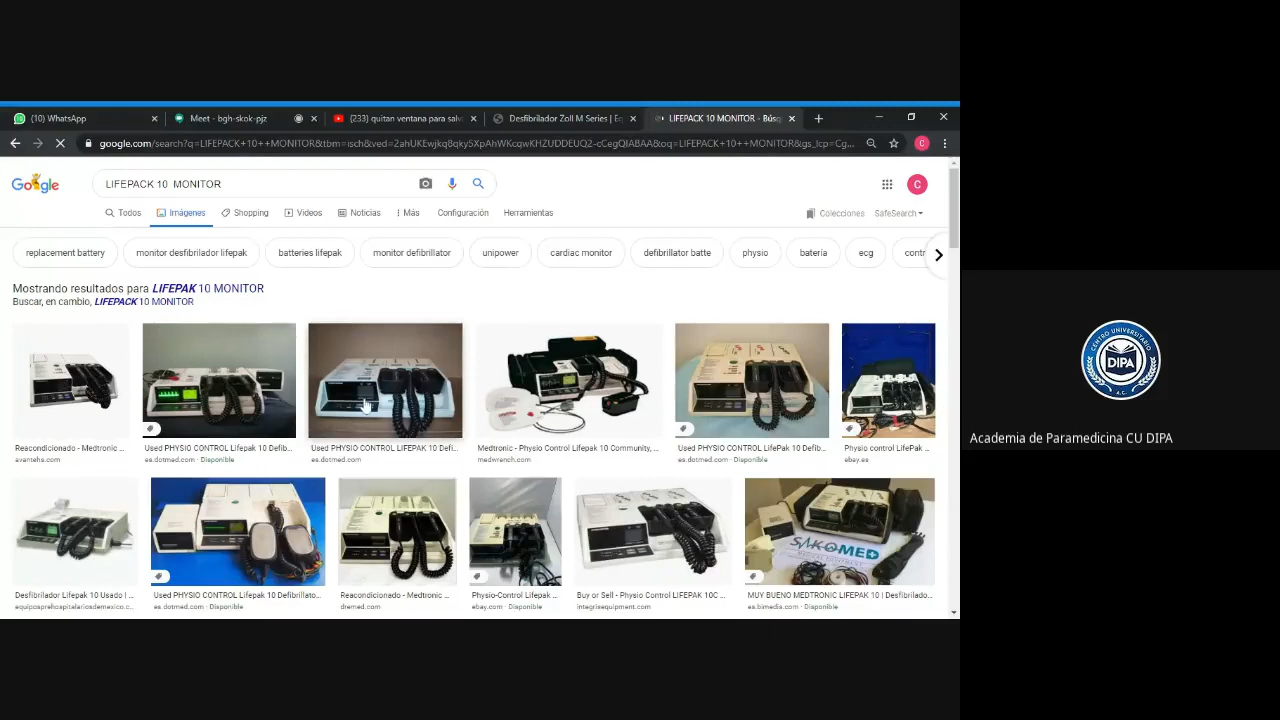 (10) WhatsApp
Meet - bgh-skok-pjz
(233) quitan ventana para salv
Desfibrilador Zoll M Series | Eq
LIFEPACK 10 MONITOR - Búsq
google.com/search?q=LIFEPACK+10++MONITOR&tbm=isch&ved=2ahUKEwjkq8qky5XpAhWKcqwKHZUDDEUQ2-cCegQIABAA&oq=LIFEPACK+10++MONITOR&gs_lcp=Cg...
C
Google
LIFEPACK 10 MONITOR
C
Todos
Imágenes
Shopping
Videos
Noticias
Más
Configuración
Herramientas
Colecciones
SafeSearch
replacement battery
monitor desfibrilador lifepak
batteries lifepak
monitor defibrillator
unipower
cardiac monitor
defibrillator batte
physio
bateria
ecg
contr
Mostrando resultados para LIFEPAK 10 MONITOR
Buscar, en cambio, LIFEPACK 10 MONITOR
Reacondicionado - Medtronic ...
avantehs.com
Used PHYSIO CONTROL Lifepak 10 Defib...
es.dotmed.com · Disponible
Used PHYSIO CONTROL Lifepak 10 Defi...
es.dotmed.com
Medtronic - Physio Control Lifepak 10 Community, ...
medwrench.com
Used PHYSIO CONTROL LifePak 10 Defib...
es.dotmed.com · Disponible
Physio control LifePak ...
ebay.es
Desfibrilador Lifepak 10 Usado | ...
equiposprehospitalariosdemexico.c...
Used PHYSIO CONTROL Lifepak 10 Defibrillato...
es.dotmed.com · Disponible
Reacondicionado - Medtronic ...
dremed.com
Physio-Control Lifepak ...
ebay.com · Disponible
Buy or Sell - Physio Control LIFEPAK 10C ...
integrisequipment.com
SAKOMED
MUY BUENO MEDTRONIC LIFEPAK 10 | Desfibrilado...
es.bimedis.com · Disponible
CENTRO UNIVERSITARIO
DIPA
A.C.
Academia de Paramedicina CU DIPA